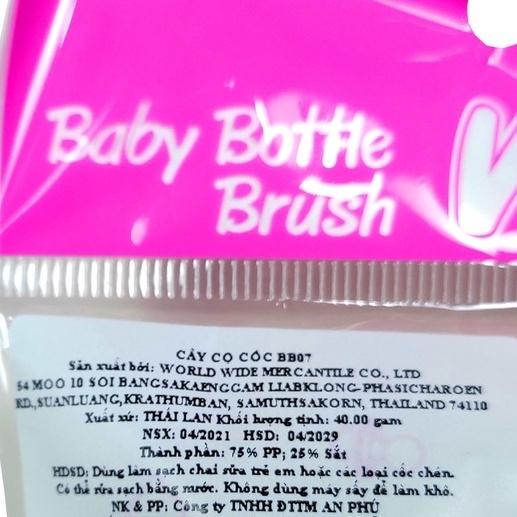 Baby Bottle
Brush
CÂY CỌ CỐC BB07
Sản xuất bởi: WORLD WIDE MERCANTILE CO., LTD
54 MOO 10 SOI BANGSAKAENGGAM LIABKLONG-PHASICHAROEN
RD.,SUANLUANG,KRATHUMBAN, SAMUTHSAKORN, THAILAND 74110
Xuất xứ: THÁI LAN Khối lượng tịnh: 40.00 gam
NSX: 04/2021 HSD: 04/2029
Thành phần: 75% PP; 25% Sắt
HDSD: Dùng làm sạch chai sữa trẻ em hoặc các loại cốc chén.
Có thể rửa sạch bằng nước. Không dùng máy sấy để làm khô.
NK & PP: Công ty TNHH ĐTTM AN PHÚ